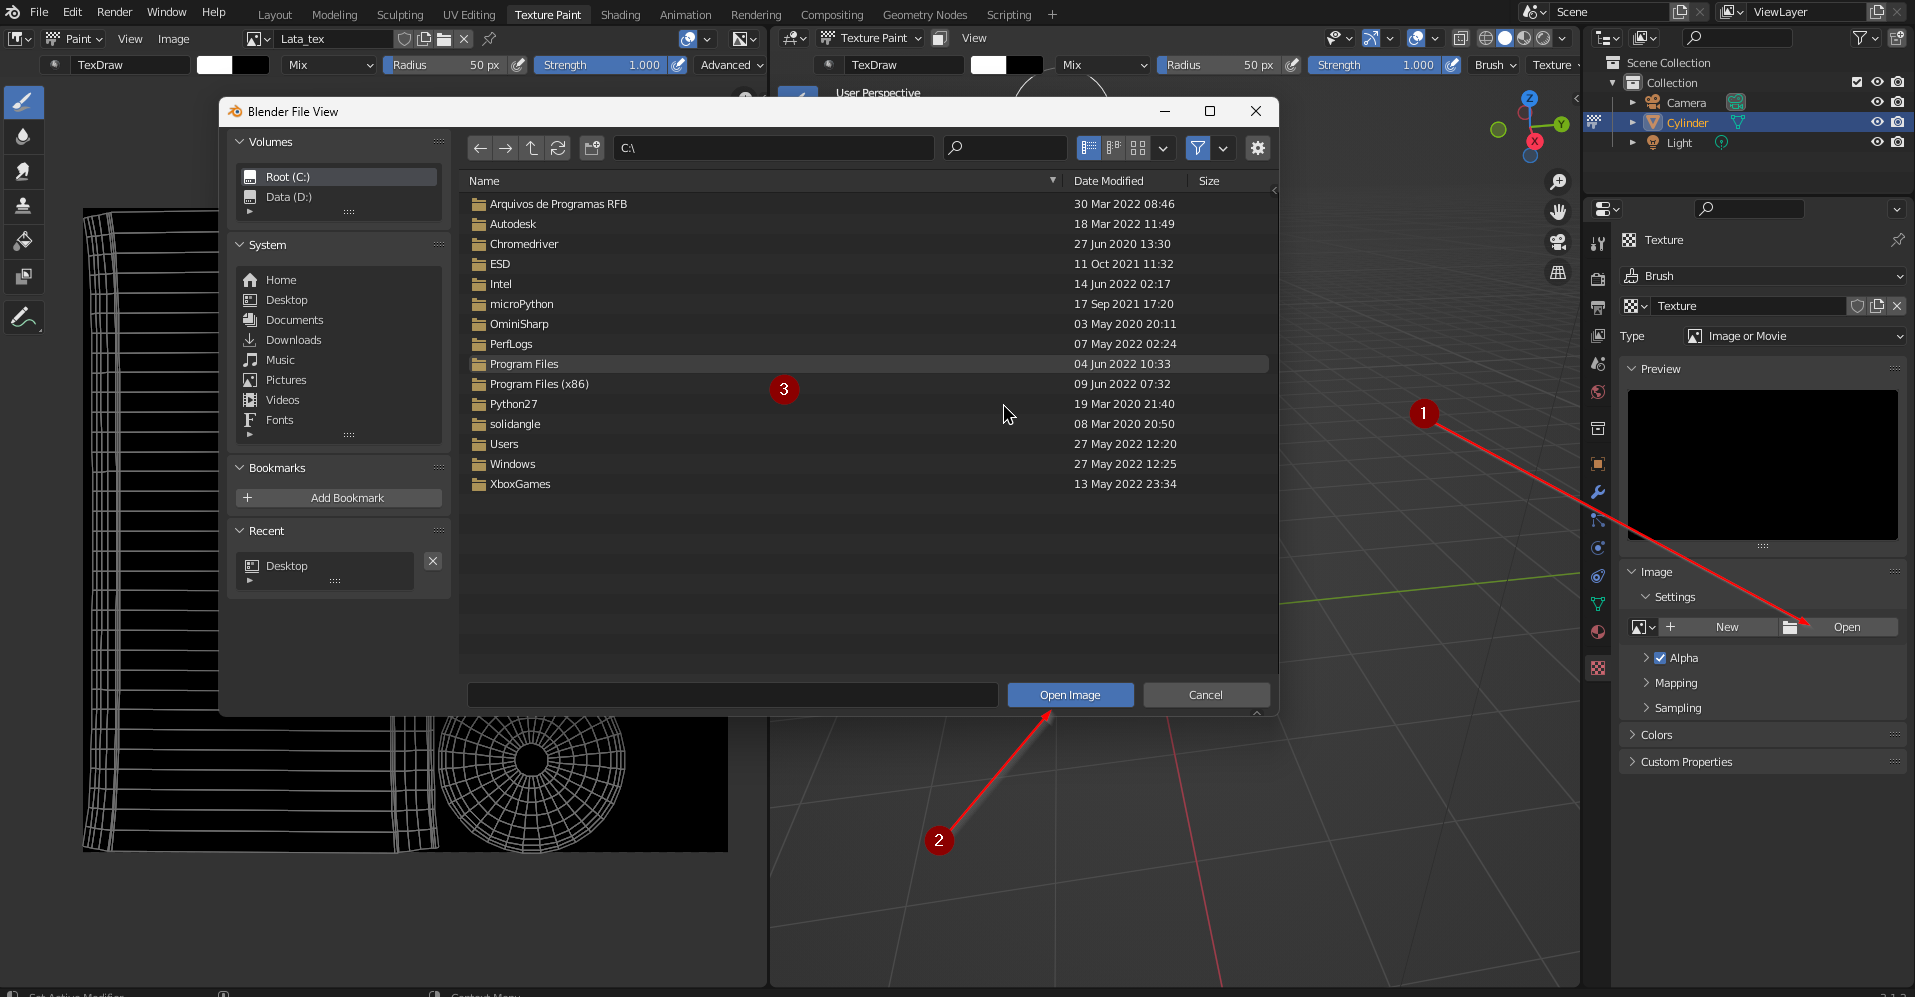 File Edit Render Window Help Layout Modeling Sculpting UV Editing Texture Paint Shading Animation Rendering Compositing Geometry Nodes Scripting + Scene ViewLayer
Paint View Image Lata_tex Texture Paint View
TexDraw Mix Radius 50 px Strength 1.000 Advanced TexDraw Mix Radius 50 px Strength 1.000 Brush Texture
User Perspective
Z
Y
X
Scene Collection
Collection
Camera
Cylinder
Light
Blender File View
Volumes
Root (C:)
Data (D:)
System
Home
Desktop
Documents
Downloads
Music
Pictures
Videos
Fonts
Bookmarks
+ Add Bookmark
Recent
Desktop
C:\
Name Date Modified Size
Arquivos de Programas RFB 30 Mar 2022 08:46
Autodesk 18 Mar 2022 11:49
Chromedriver 27 Jun 2020 13:30
ESD 11 Oct 2021 11:32
Intel 14 Jun 2022 02:17
microPython 17 Sep 2021 17:20
OminiSharp 03 May 2020 20:11
PerfLogs 07 May 2022 02:24
Program Files 04 Jun 2022 10:33
Program Files (x86) 09 Jun 2022 07:32
Python27 19 Mar 2020 21:40
solidangle 08 Mar 2020 20:50
Users 27 May 2022 12:20
Windows 27 May 2022 12:25
XboxGames 13 May 2022 23:34
Open Image Cancel
3
1
2
Texture
Brush
Texture
Type Image or Movie
Preview
Image
Settings
+ New Open
Alpha
Mapping
Sampling
Colors
Custom Properties